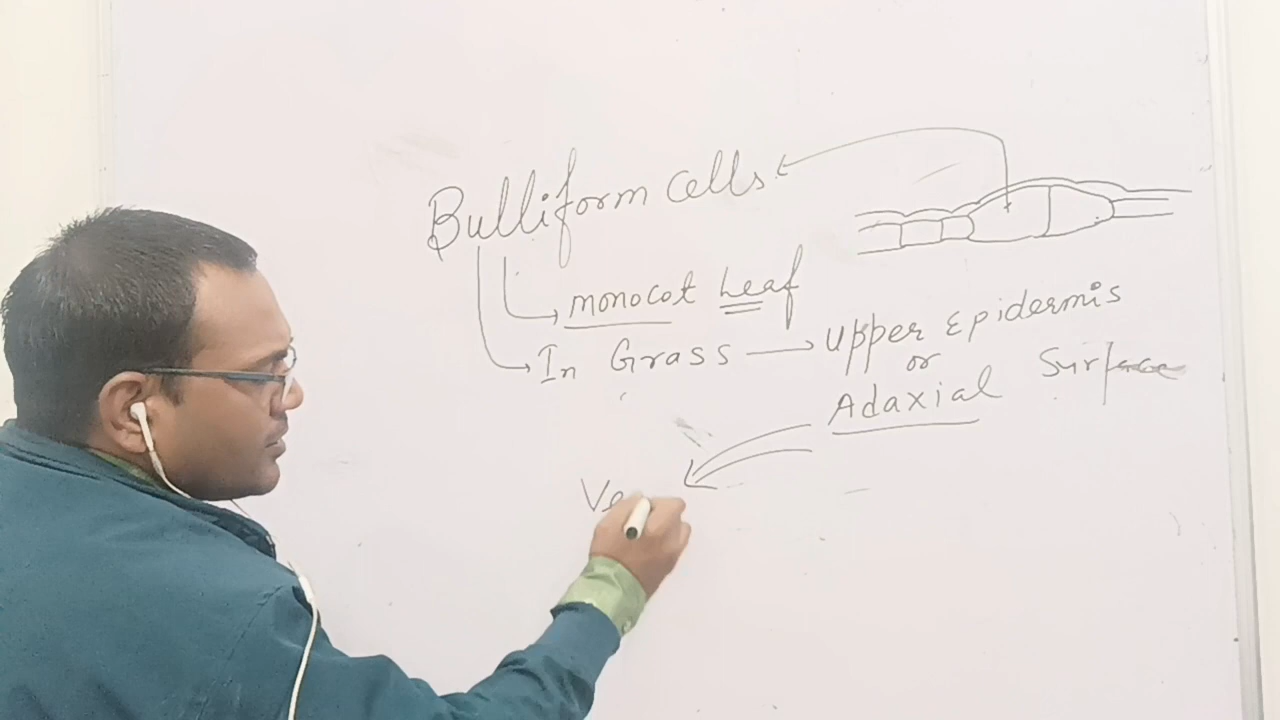 Bulliform cells
monocot Leaf
In Grass → Upper Epidermis
or
Adaxial Surface
Ve